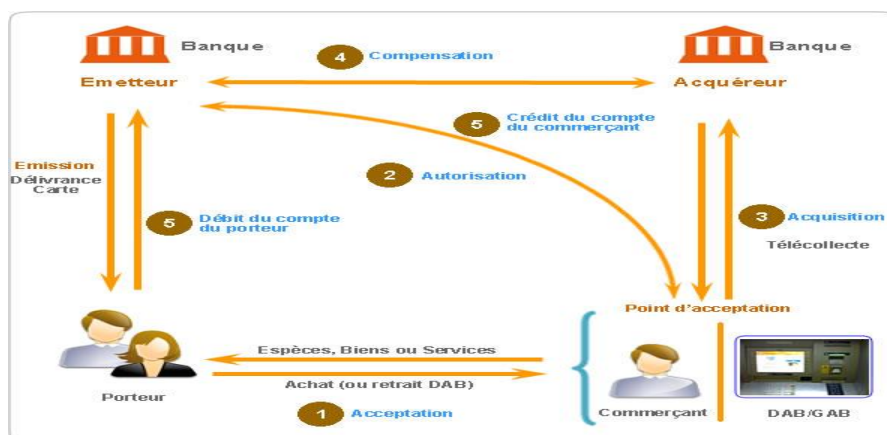 Banque
Emetteur
4 Compensation
Banque
Acquéreur
5 Crédit du compte
du commerçant
2 Autorisation
Emission
Délivrance
Carte
5 Débit du compte
du porteur
3 Acquisition
Télécollecte
Point d'acceptation
Espèces, Biens ou Services
Achat (ou retrait DAB)
1 Acceptation
Porteur
Commerçant
DAB/GAB